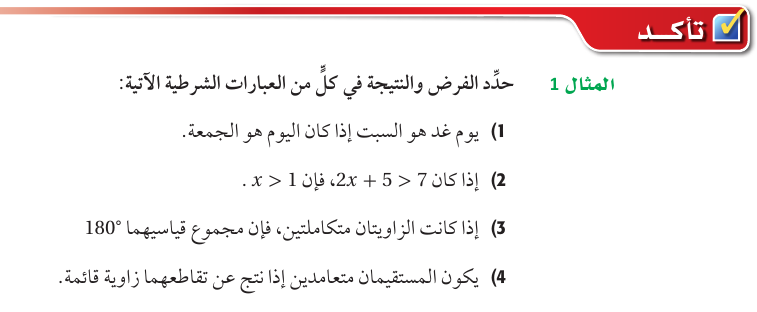 تأكــد
المثال 1 حدِّد الفرض والنتيجة في كلٍّ من العبارات الشرطية الآتية:
1) يوم غد هو السبت إذا كان اليوم هو الجمعة.
2) إذا كان 2x + 5 > 7، فإن x > 1 .
3) إذا كانت الزاويتان متكاملتين، فإن مجموع قياسيهما 180°
4) يكون المستقيمان متعامدين إذا نتج عن تقاطعهما زاوية قائمة.